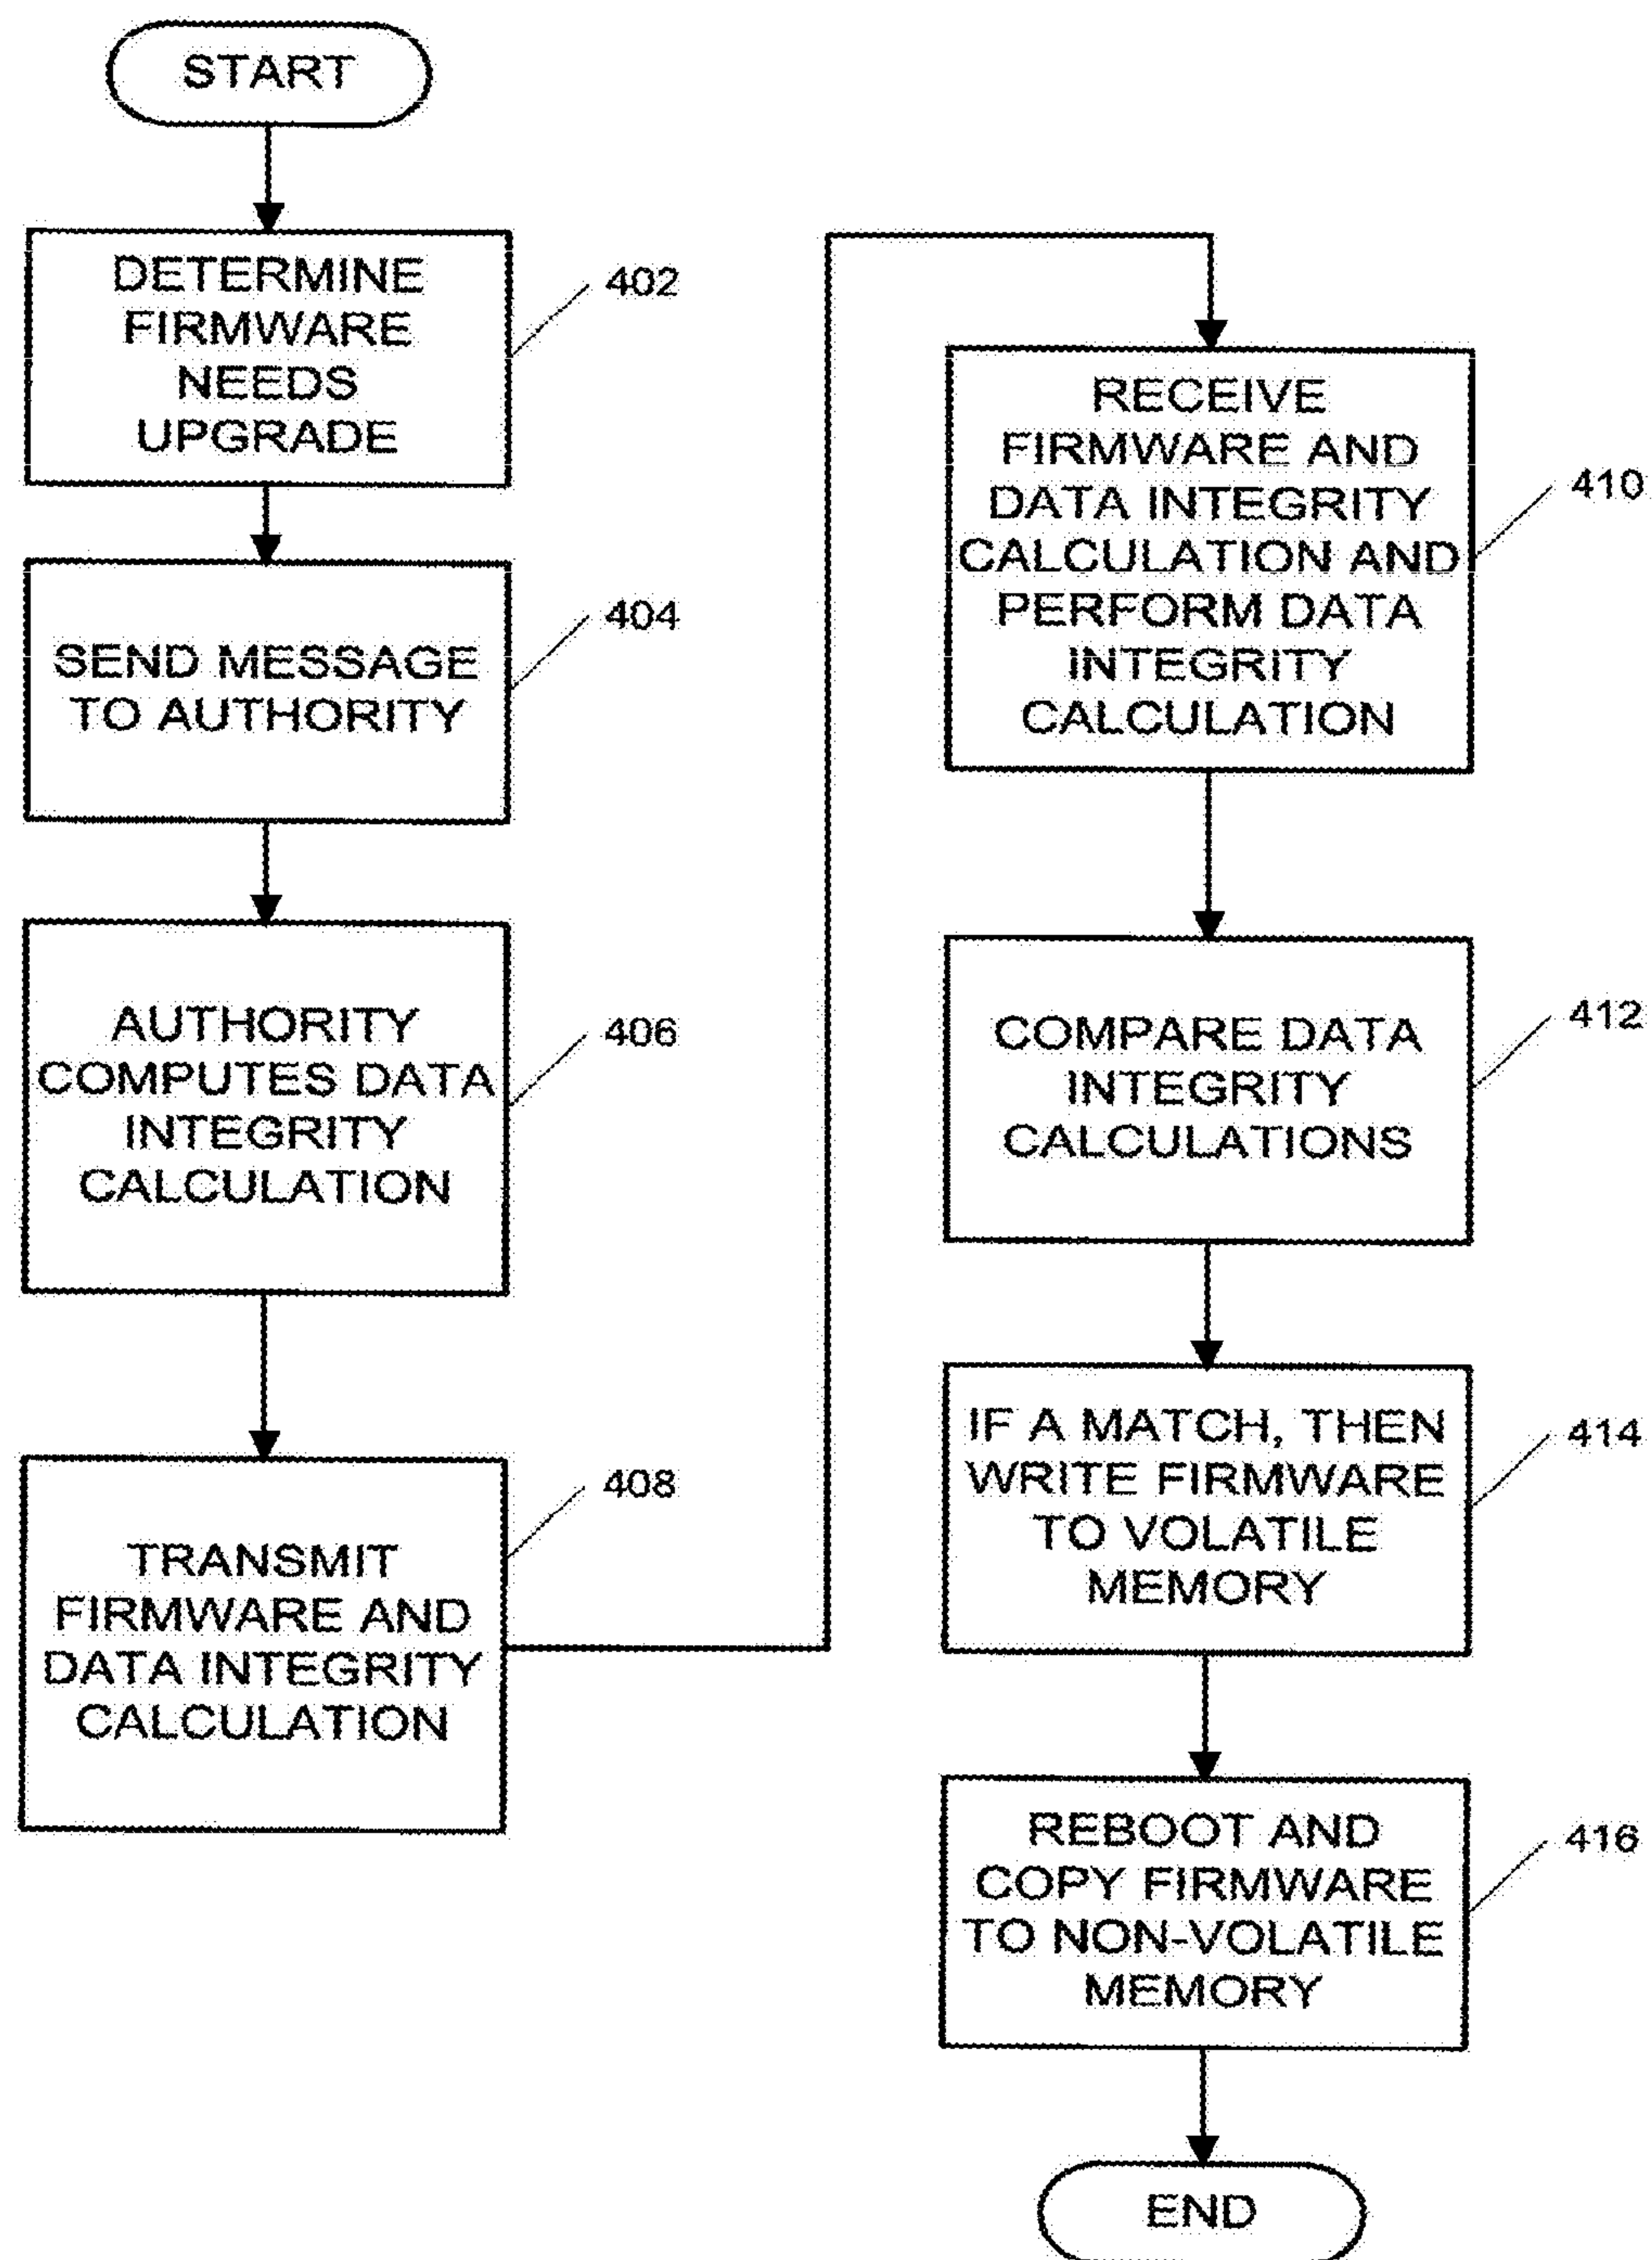 START
DETERMINE
FIRMWARE
NEEDS
UPGRADE
402
SEND MESSAGE
TO AUTHORITY
404
AUTHORITY
COMPUTES DATA
INTEGRITY
CALCULATION
406
TRANSMIT
FIRMWARE AND
DATA INTEGRITY
CALCULATION
408
RECEIVE
FIRMWARE AND
DATA INTEGRITY
CALCULATION AND
PERFORM DATA
INTEGRITY
CALCULATION
410
COMPARE DATA
INTEGRITY
CALCULATIONS
412
IF A MATCH, THEN
WRITE FIRMWARE
TO VOLATILE
MEMORY
414
REBOOT AND
COPY FIRMWARE
TO NON-VOLATILE
MEMORY
416
END